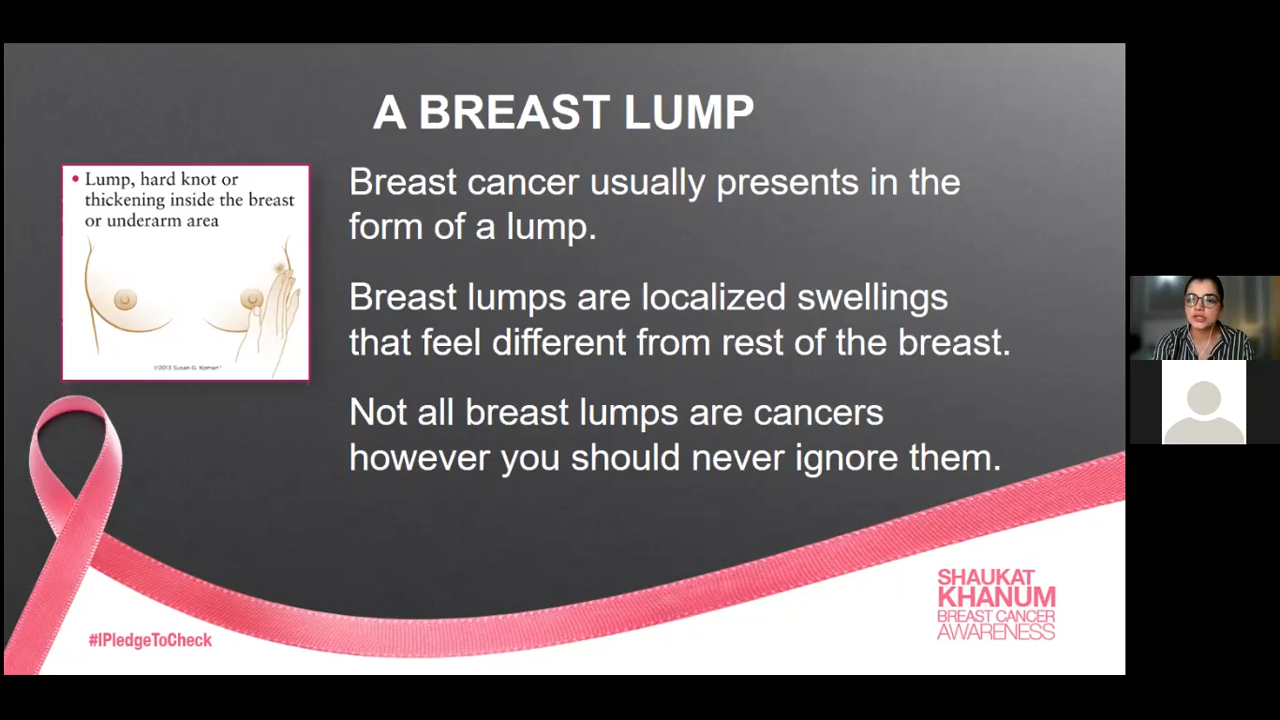 A BREAST LUMP
• Lump, hard knot or
thickening inside the breast
or underarm area
©2013 Susan G. Komen®
Breast cancer usually presents in the
form of a lump.
Breast lumps are localized swellings
that feel different from rest of the breast.
Not all breast lumps are cancers
however you should never ignore them.
#IPledgeToCheck
SHAUKAT
KHANUM
BREAST CANCER
AWARENESS